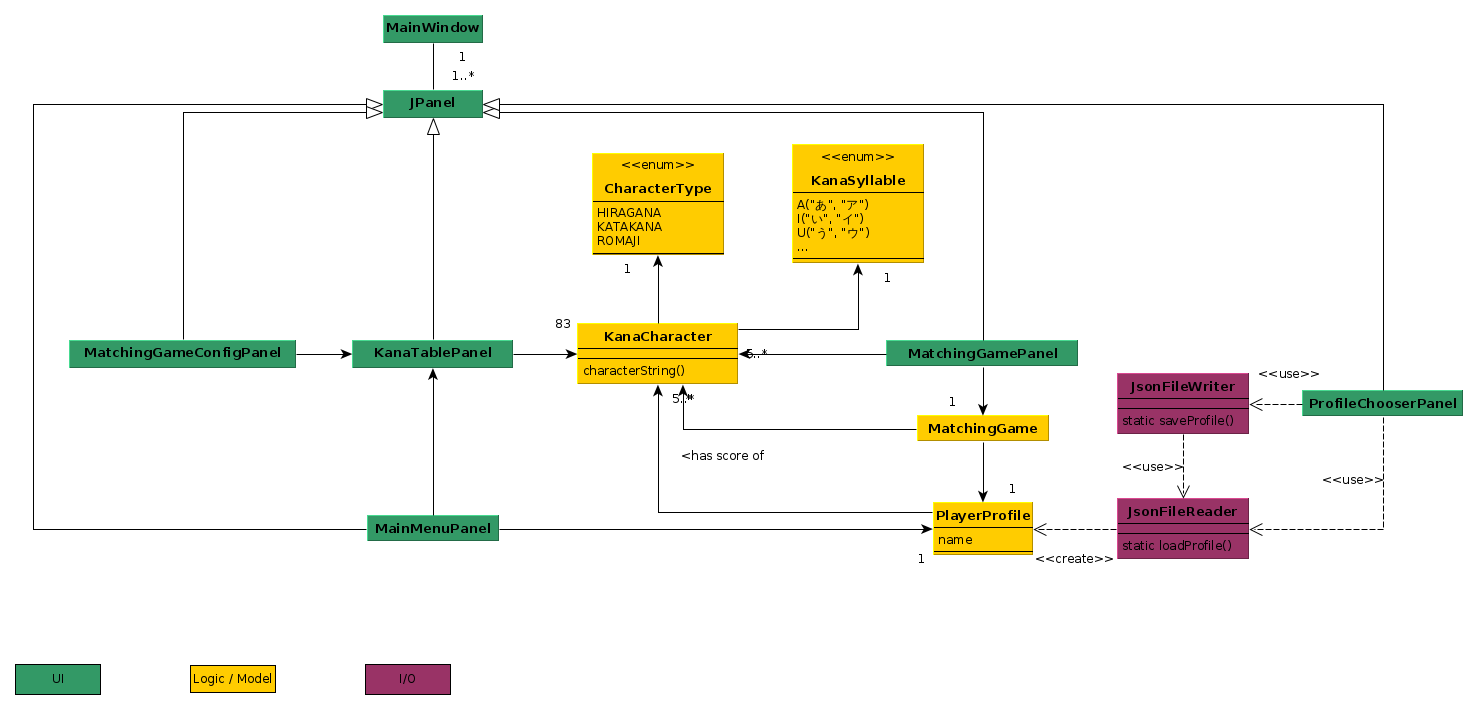 MainWindow
1
1..*
JPanel
<<enum>>
CharacterType
HIRAGANA
KATAKANA
ROMAJI
<<enum>>
KanaSyllable
A("あ", "ア")
I("い", "イ")
U("う", "ウ")
...
1
1
83
KanaCharacter
characterString()
MatchingGameConfigPanel
KanaTablePanel
5..*
MatchingGamePanel
<<use>>
JsonFileWriter
static saveProfile()
ProfileChooserPanel
5..*
1
MatchingGame
<has score of
<<use>>
<<use>>
1
MainMenuPanel
PlayerProfile
name
JsonFileReader
static loadProfile()
1
<<create>>
UI
Logic / Model
I/O